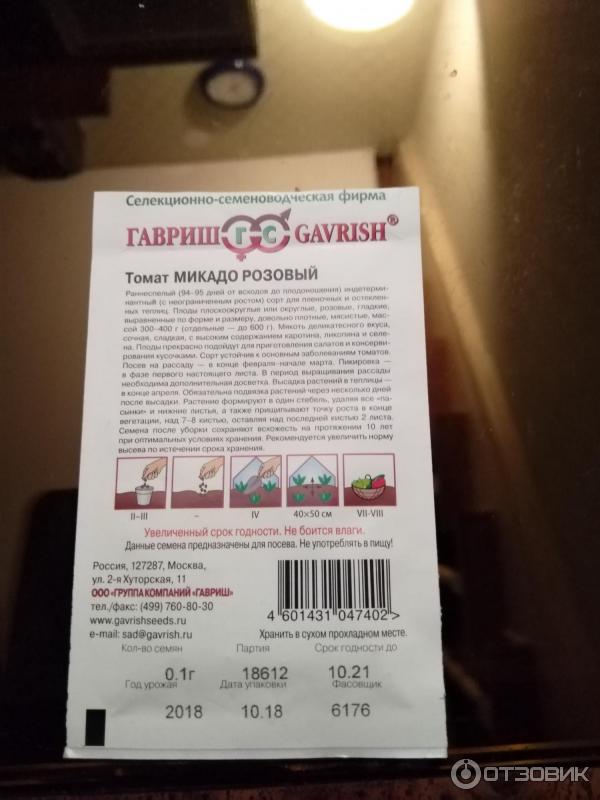 Селекционно-семеноводческая фирма
ГАВРИШ ГС GAVRISH®
Томат МИКАДО РОЗОВЫЙ
Раннеспелый (94–95 дней от всходов до плодоношения) индетерми-
нантный (с неограниченным ростом) сорт для пленочных и остеклен-
ных теплиц. Плоды плоскоокруглые или округлые, розовые, гладкие,
выравненные по форме и размеру, довольно плотные, мясистые, мас-
сой 300–400 г (отдельные — до 600 г). Мякоть деликатесного вкуса,
сочная, сладкая, с высоким содержанием каротина, ликопина и селе-
на. Плоды прекрасно подойдут для приготовления салатов и консерви-
рования кусочками. Сорт устойчив к основным заболеваниям томатов.
Посев на рассаду — в конце февраля–начале марта. Пикировка —
в фазе первого настоящего листа. В период выращивания рассады
необходима дополнительная досветка. Высадка растений в теплицы —
в конце апреля. Обязательна подвязка растений через несколько дней
после высадки. Растение формируют в один стебель, удаляя все «па-
сынки» и нижние листья, а также прищипывают точку роста в конце
вегетации, над 7–8 кистью, оставляя над последней кистью 2 листа.
Семена после уборки сохраняют всхожесть на протяжении 10 лет
при оптимальных условиях хранения. Рекомендуется увеличить норму
высева по истечении срока хранения.
II–III – IV 40×50 см VII-VIII
Увеличенный срок годности. Не боится влаги.
Данные семена предназначены для посева. Не употреблять в пищу!
Россия, 127287, Москва,
ул. 2-я Хуторская, 11
ООО «ГРУППА КОМПАНИЙ «ГАВРИШ»
тел./факс: (499) 760-80-30
www.gavrishseeds.ru
e-mail: sad@gavrish.ru
4 601431 047402 >
Хранить в сухом прохладном месте.
Кол-во семян Партия Срок годности до
0.1г 18612 10.21
Год урожая Дата упаковки Фасовщик
2018 10.18 6176
ОТЗОВИК